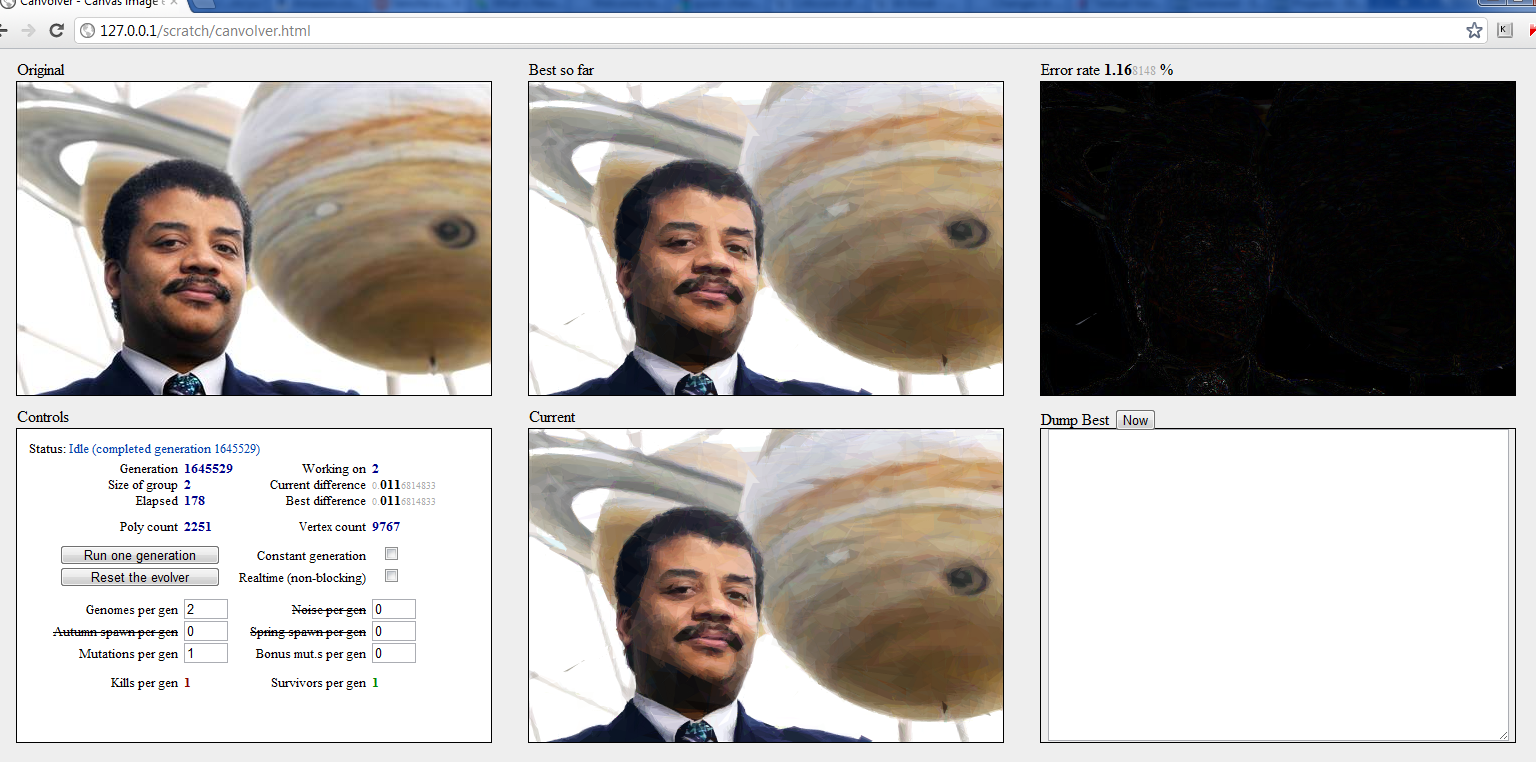 Canvolver - Canvas Image
127.0.0.1/scratch/canvolver.html
Original
Best so far
Error rate 1.168148 %
Controls
Current
Dump Best Now
Status: Idle (completed generation 1645529)
Generation 1645529 Working on 2
Size of group 2 Current difference 0.0116814833
Elapsed 178 Best difference 0.0116814833
Poly count 2251 Vertex count 9767
Run one generation Constant generation
Reset the evolver Realtime (non-blocking)
Genomes per gen 2 Noise per gen 0
Autumn spawn per gen 0 Spring spawn per gen 0
Mutations per gen 1 Bonus mut.s per gen 0
Kills per gen 1 Survivors per gen 1